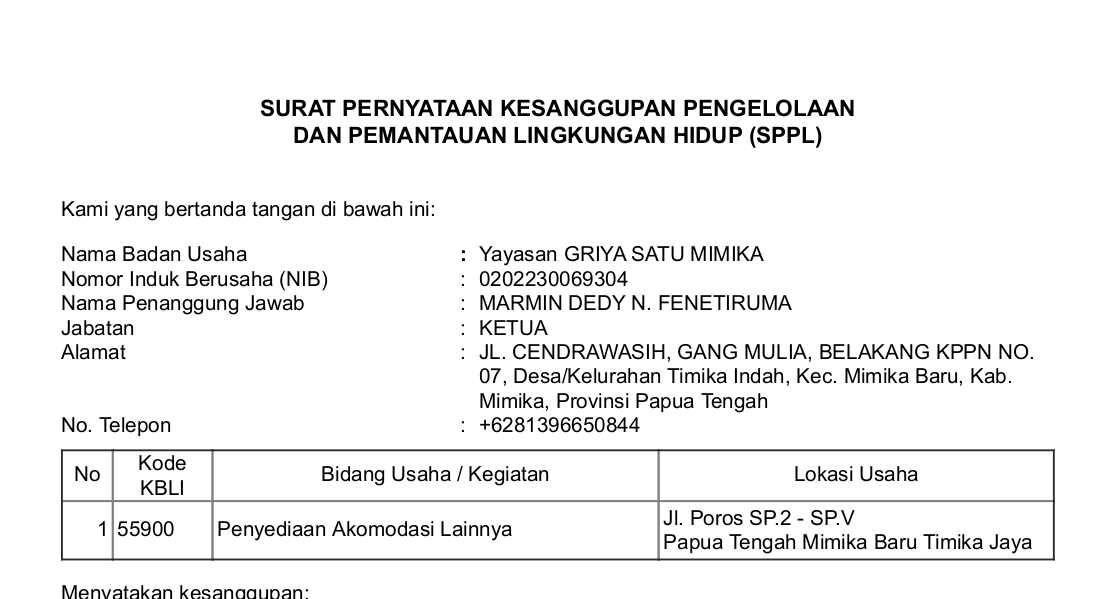 SURAT PERNYATAAN KESANGGUPAN PENGELOLAAN
DAN PEMANTAUAN LINGKUNGAN HIDUP (SPPL)
Kami yang bertanda tangan di bawah ini:
Nama Badan Usaha : Yayasan GRIYA SATU MIMIKA
Nomor Induk Berusaha (NIB) : 0202230069304
Nama Penanggung Jawab : MARMIN DEDY N. FENETIRUMA
Jabatan : KETUA
Alamat : JL. CENDRAWASIH, GANG MULIA, BELAKANG KPPN NO.
07, Desa/Kelurahan Timika Indah, Kec. Mimika Baru, Kab.
Mimika, Provinsi Papua Tengah
No. Telepon : +6281396650844
No Kode KBLI Bidang Usaha / Kegiatan Lokasi Usaha
1 55900 Penyediaan Akomodasi Lainnya Jl. Poros SP.2 - SP.V
Papua Tengah Mimika Baru Timika Jaya
Menyatakan kesanggupan: